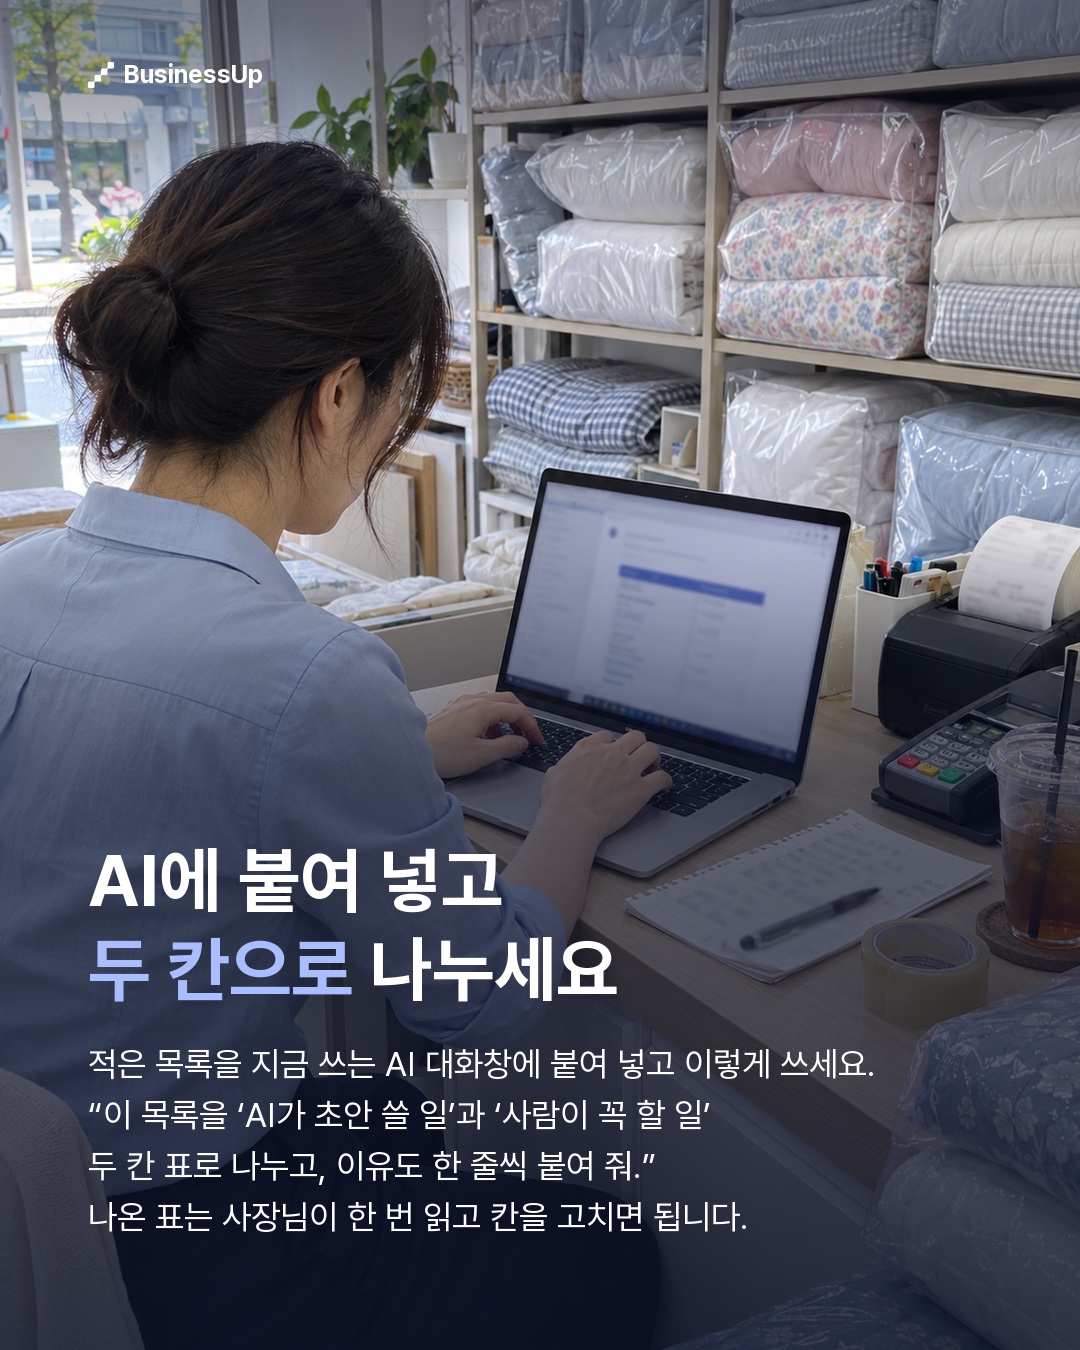 BusinessUp
AI에 붙여 넣고
두 칸으로 나누세요
적은 목록을 지금 쓰는 AI 대화창에 붙여 넣고 이렇게 쓰세요.
“이 목록을 ‘AI가 초안 쓸 일’과 ‘사람이 꼭 할 일’
두 칸 표로 나누고, 이유도 한 줄씩 붙여 줘.”
나온 표는 사장님이 한 번 읽고 칸을 고치면 됩니다.